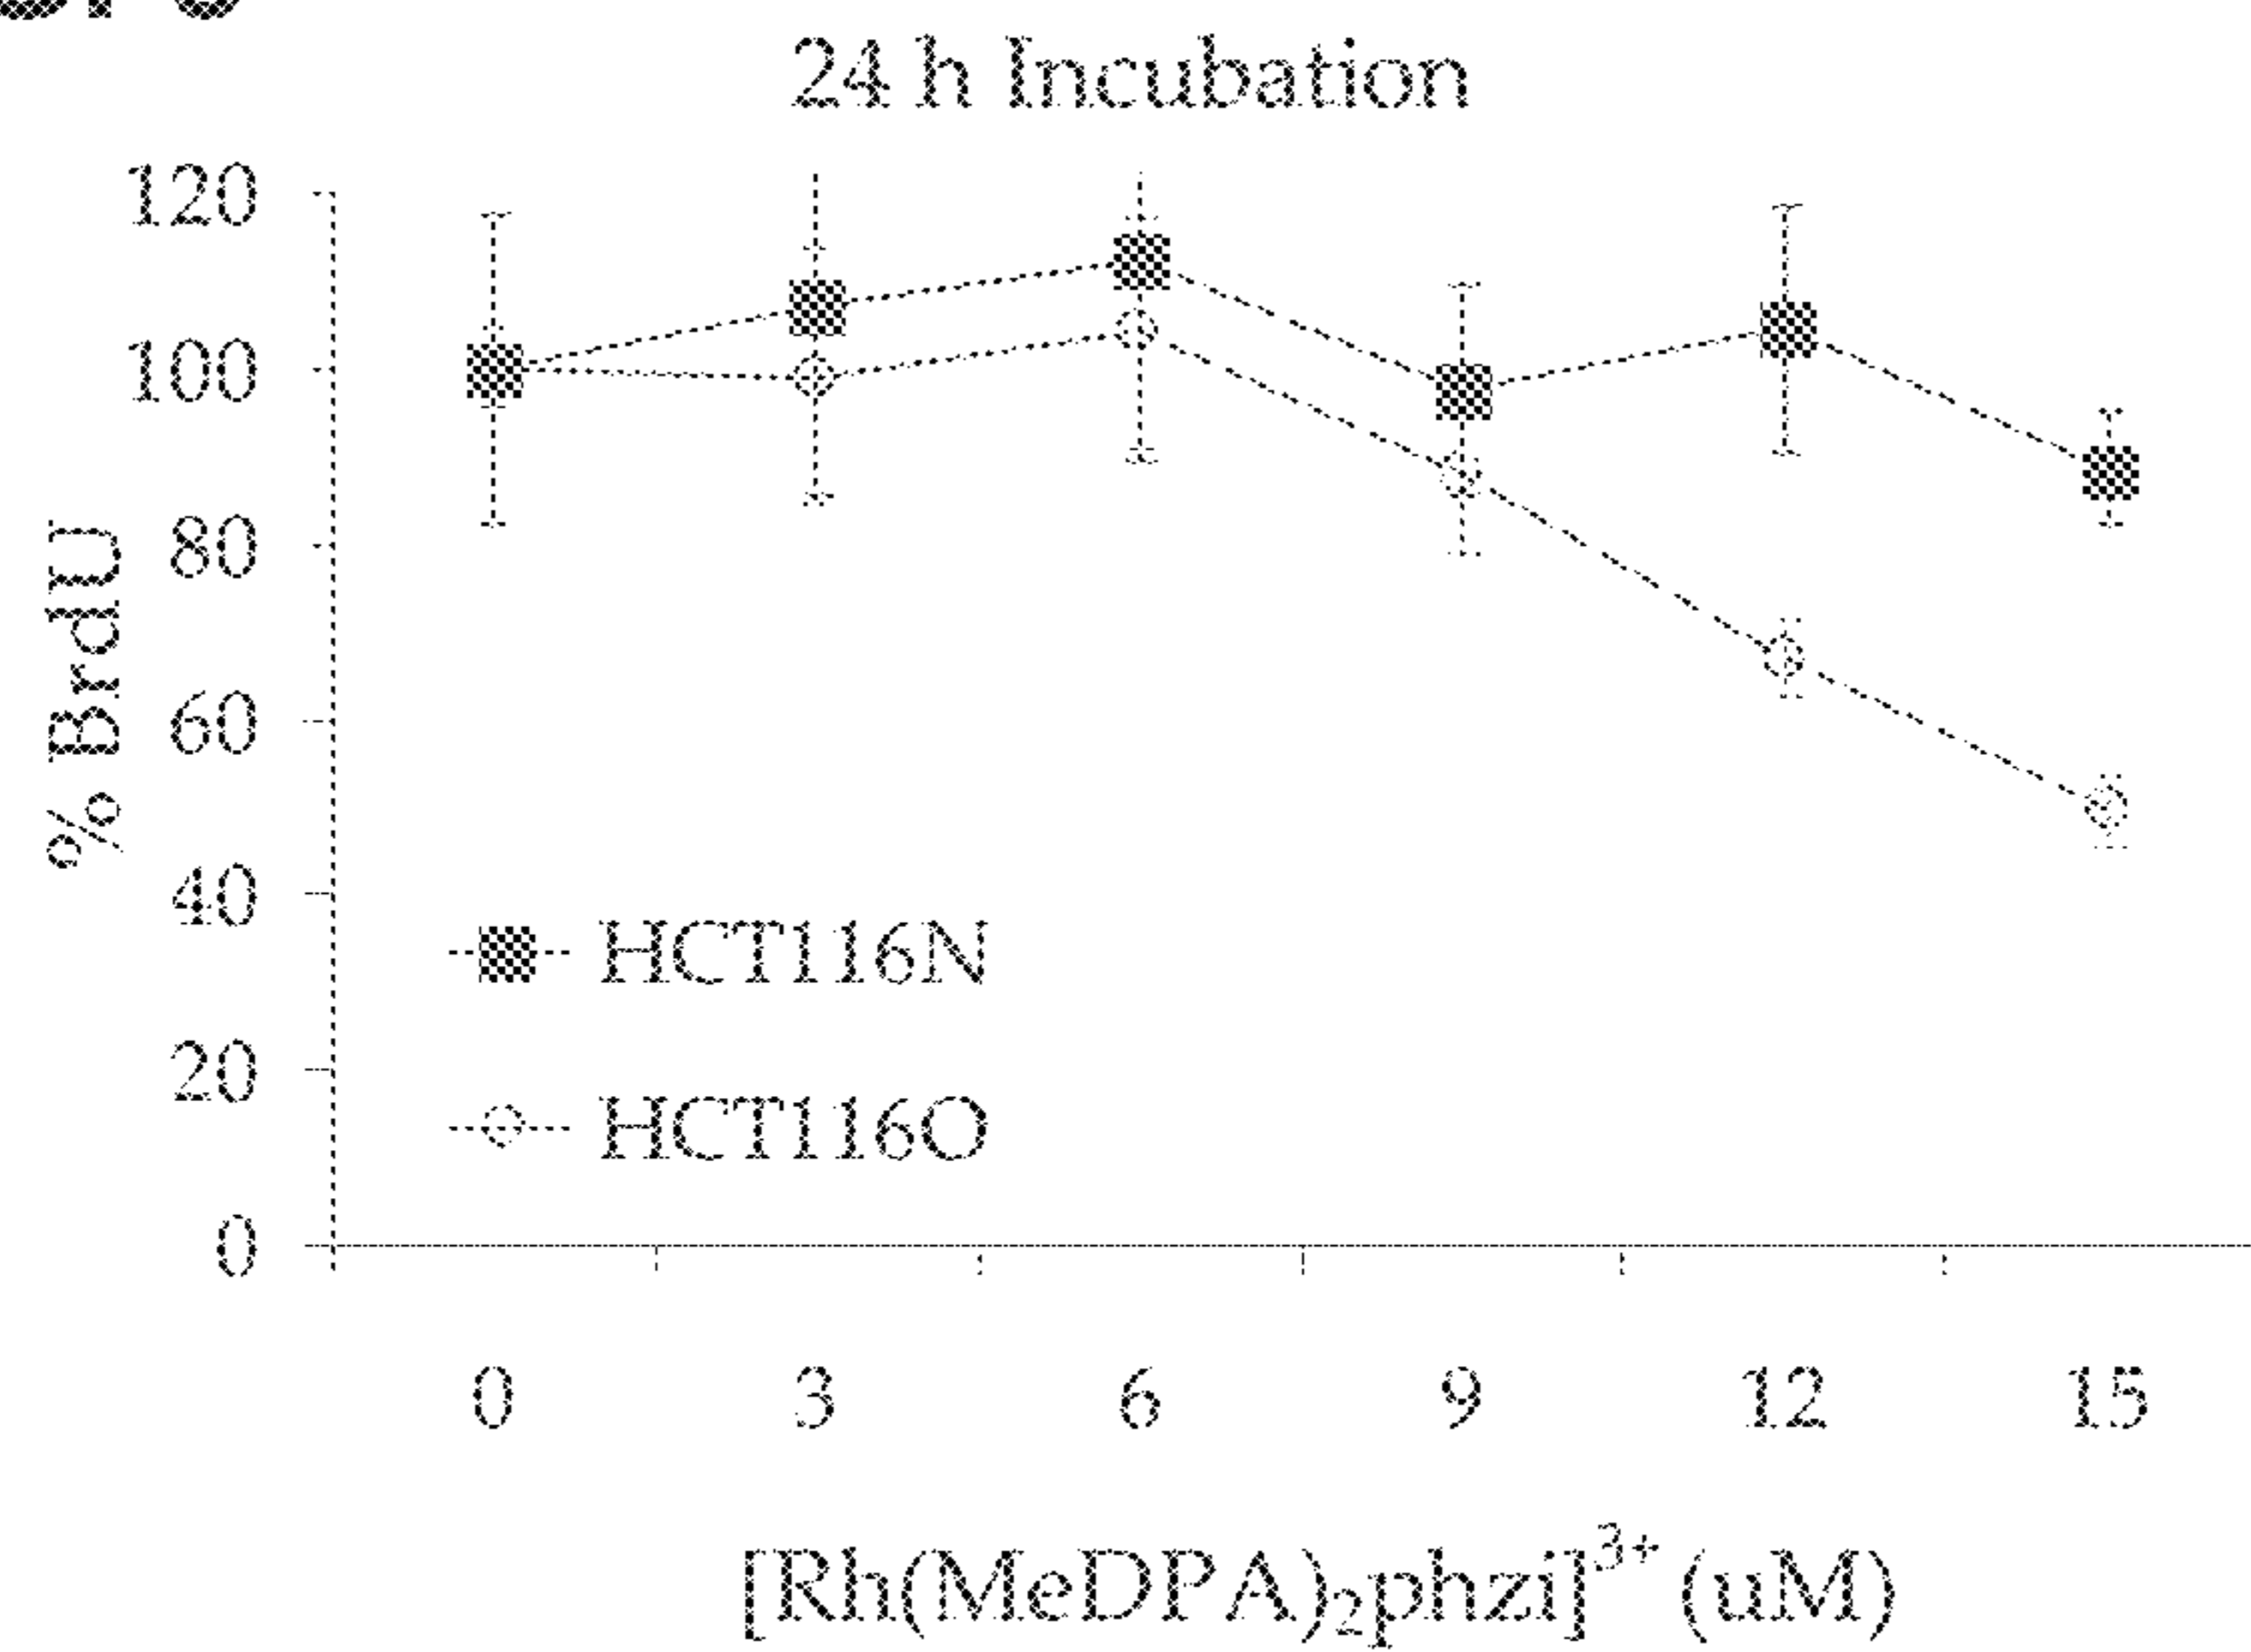 24 h Incubation
120
100
80
60
40
20
0
% BrdU
HCT116N
HCT116O
0 3 6 9 12 15
[Rh(MeDPA)₂phzi]³⁺ (uM)